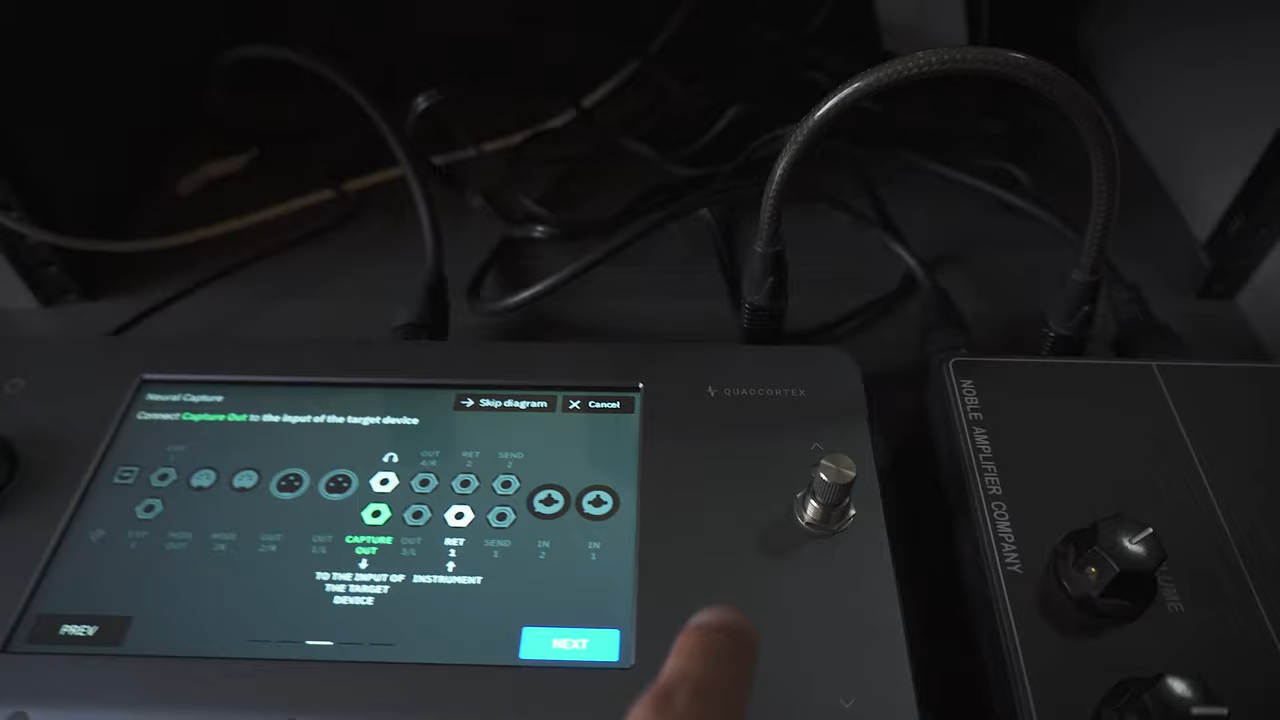 Neural Capture
Skip diagram
Cancel
Connect Capture Out to the input of the target device
QUAD CORTEX
OUT 4/R
RET 2
SEND 2
CAPTURE OUT
OUT 3/L
RET 1
SEND 1
IN 2
IN 1
TO THE INPUT OF
THE TARGET
DEVICE
INSTRUMENT
PREV
NEXT
NOBLE AMPLIFIER COMPANY